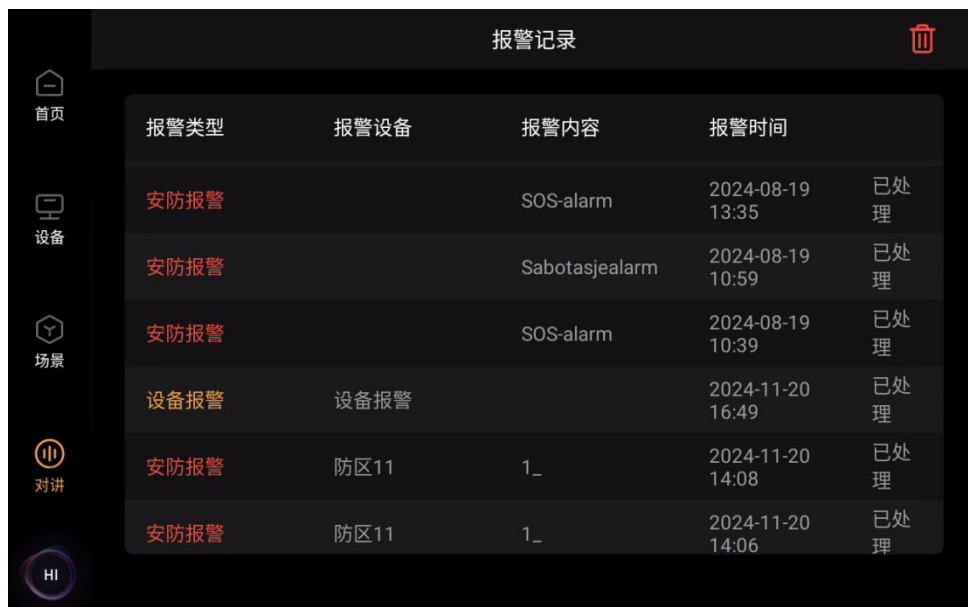 报警记录
首页
设备
场景
对讲
HI
报警类型 报警设备 报警内容 报警时间
安防报警 SOS-alarm 2024-08-19 13:35 已处理
安防报警 Sabotasjealarm 2024-08-19 10:59 已处理
安防报警 SOS-alarm 2024-08-19 10:39 已处理
设备报警 设备报警 2024-11-20 16:49 已处理
安防报警 防区11 1_ 2024-11-20 14:08 已处理
安防报警 防区11 1_ 2024-11-20 14:06 已处理